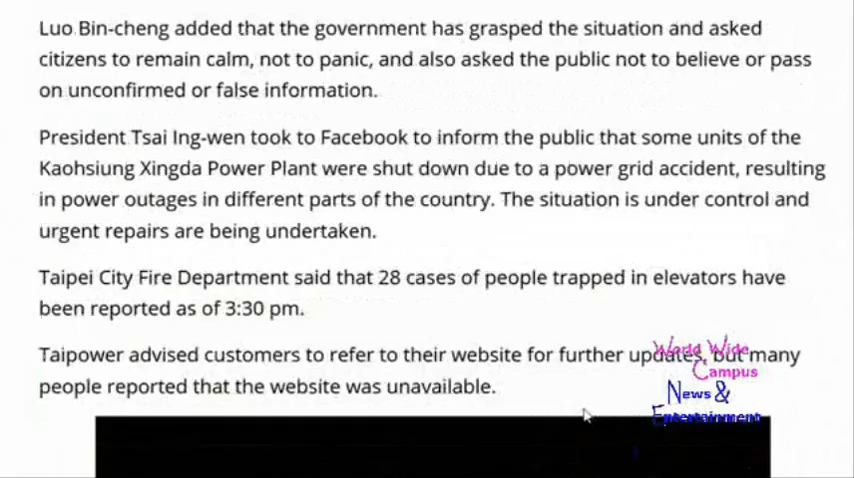 Luo Bin-cheng added that the government has grasped the situation and asked
citizens to remain calm, not to panic, and also asked the public not to believe or pass
on unconfirmed or false information.
President Tsai Ing-wen took to Facebook to inform the public that some units of the
Kaohsiung Xingda Power Plant were shut down due to a power grid accident, resulting
in power outages in different parts of the country. The situation is under control and
urgent repairs are being undertaken.
Taipei City Fire Department said that 28 cases of people trapped in elevators have
been reported as of 3:30 pm.
Taipower advised customers to refer to their website for further updates, but many
people reported that the website was unavailable.
World Wide
Campus
News &
Entertainment